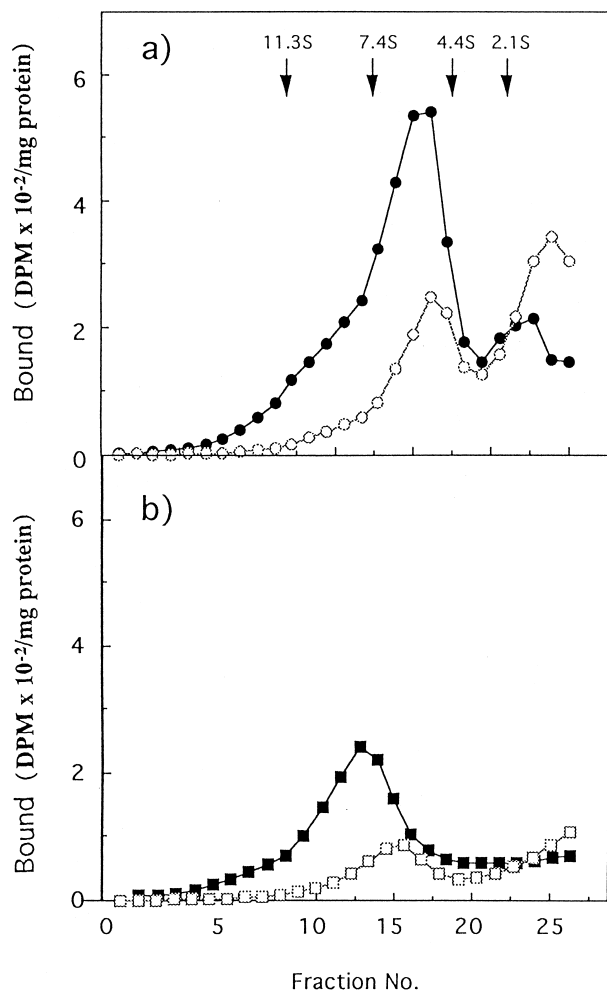 a)
11.3S 7.4S 4.4S 2.1S
6
4
2
0
Bound (DPM x 10-2/mg protein)
b)
6
4
2
0
Bound (DPM x 10-2/mg protein)
0 5 10 15 20 25
Fraction No.